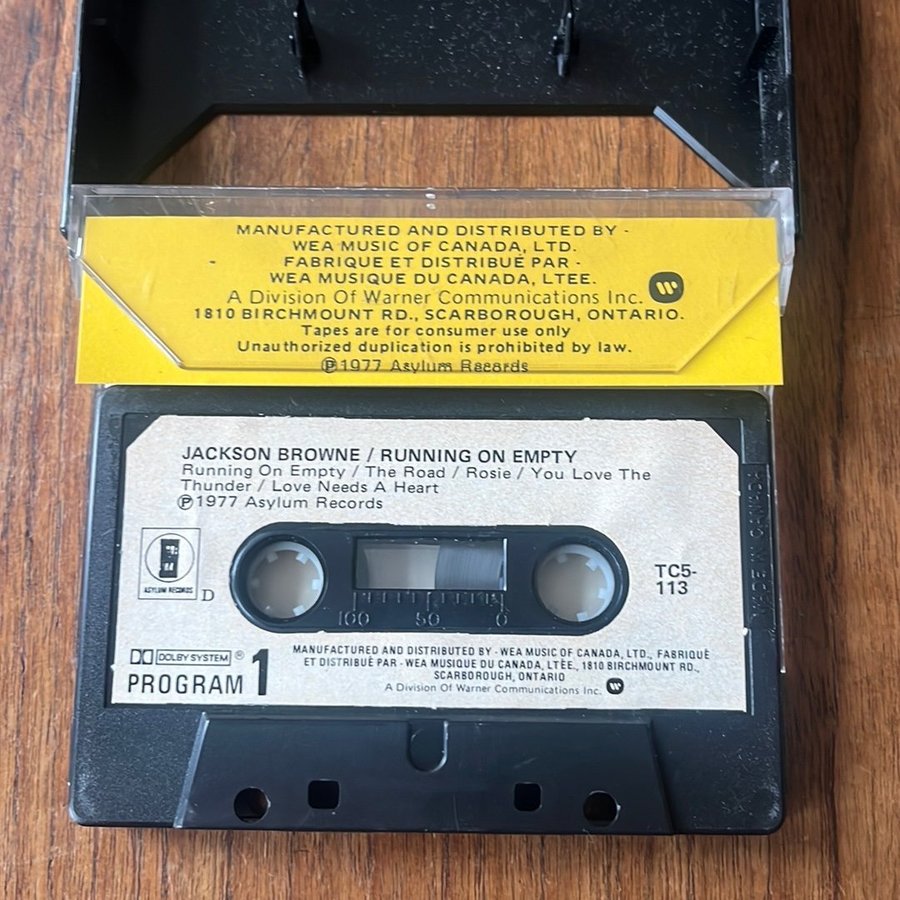 MANUFACTURED AND DISTRIBUTED BY -
WEA MUSIC OF CANADA, LTD.
FABRIQUE ET DISTRIBUÉ PAR -
WEA MUSIQUE DU CANADA, LTEE.
A Division Of Warner Communications Inc.
1810 BIRCHMOUNT RD., SCARBOROUGH, ONTARIO.
Tapes are for consumer use only
Unauthorized duplication is prohibited by law.
℗1977 Asylum Records
JACKSON BROWNE / RUNNING ON EMPTY
Running On Empty / The Road / Rosie / You Love The
Thunder / Love Needs A Heart
℗1977 Asylum Records
ASYLUM RECORDS
D
TC5-
113
100 50 0
DOLBY SYSTEM ®
PROGRAM 1
MANUFACTURED AND DISTRIBUTED BY - WEA MUSIC OF CANADA, LTD., FABRIQUÉ
ET DISTRIBUÉ PAR - WEA MUSIQUE DU CANADA, LTÉE., 1810 BIRCHMOUNT RD.,
SCARBOROUGH, ONTARIO
A Division Of Warner Communications Inc.
MADE IN CANADA